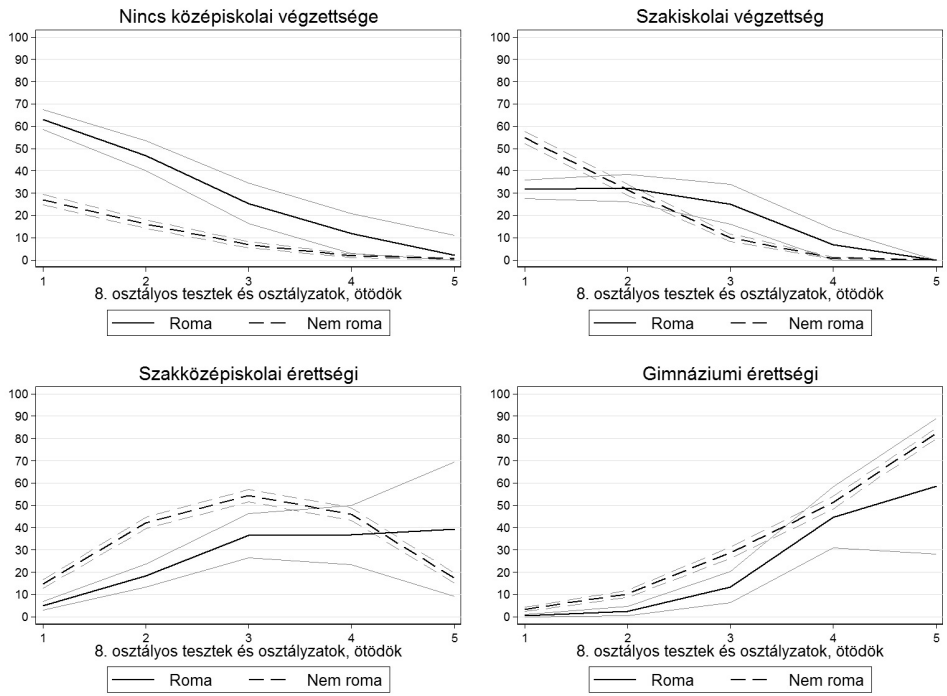 Nincs középiskolai végzettsége
100
90
80
70
60
50
40
30
20
10
0
1 2 3 4 5
8. osztályos tesztek és osztályzatok, ötödök
Roma Nem roma
Szakiskolai végzettség
100
90
80
70
60
50
40
30
20
10
0
1 2 3 4 5
8. osztályos tesztek és osztályzatok, ötödök
Roma Nem roma
Szakközépiskolai érettségi
100
90
80
70
60
50
40
30
20
10
0
1 2 3 4 5
8. osztályos tesztek és osztályzatok, ötödök
Roma Nem roma
Gimnáziumi érettségi
100
90
80
70
60
50
40
30
20
10
0
1 2 3 4 5
8. osztályos tesztek és osztályzatok, ötödök
Roma Nem roma